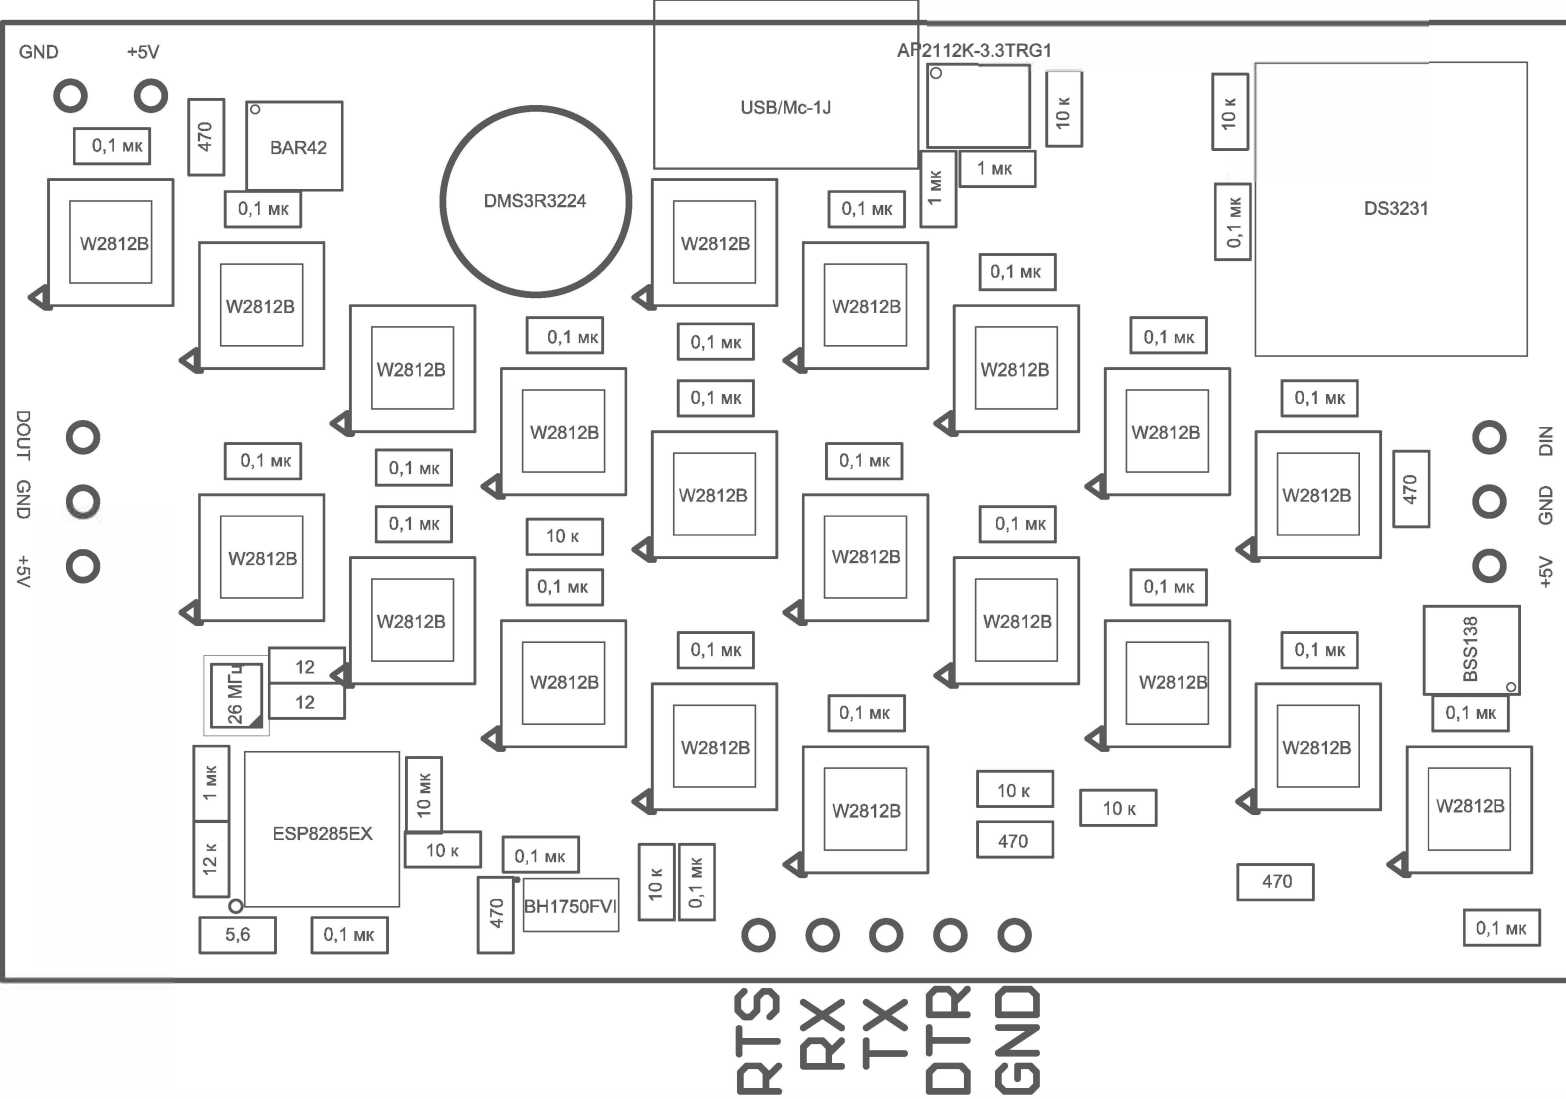 GND
+5V
AP2112K-3.3TRG1
USB/Mc-1J
10 к
10 к
470
0,1 мк
BAR42
1 мк
1 мк
DMS3R3224
0,1 мк
0,1 мк
DS3231
0,1 мк
W2812B
W2812B
0,1 мк
W2812B
W2812B
0,1 мк
0,1 мк
0,1 мк
W2812B
W2812B
0,1 мк
0,1 мк
DOUT
W2812B
W2812B
DIN
0,1 мк
0,1 мк
0,1 мк
470
GND
W2812B
W2812B
GND
0,1 мк
0,1 мк
10 к
+5V
W2812B
W2812B
+5V
0,1 мк
0,1 мк
W2812B
W2812B
0,1 мк
0,1 мк
BSS138
12
26 МГц
12
W2812B
W2812B
0,1 мк
0,1 мк
W2812B
W2812B
1 мк
10 мк
10 к
10 к
W2812B
W2812B
ESP8285EX
470
12 к
10 к
0,1 мк
10 к
0,1 мк
470
470
BH1750FVI
5,6
0,1 мк
0,1 мк
RTS
RX
TX
DTR
GND